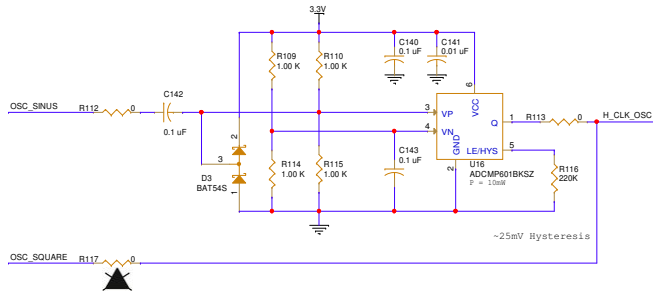 3.3V
R109
1.00 K
R110
1.00 K
C140
0.1 uF
C141
0.01 uF
C142
0.1 uF
OSC_SINUS
R112
0
3
VP
4
VN
6
VCC
Q
1
R113
0
H_CLK_OSC
GND
2
LE/HYS
5
U16
ADCMP601BKSZ
P = 10mW
R116
220K
2
3
1
D3
BAT54S
R114
1.00 K
R115
1.00 K
C143
0.1 uF
~25mV Hysteresis
OSC_SQUARE
R117
0